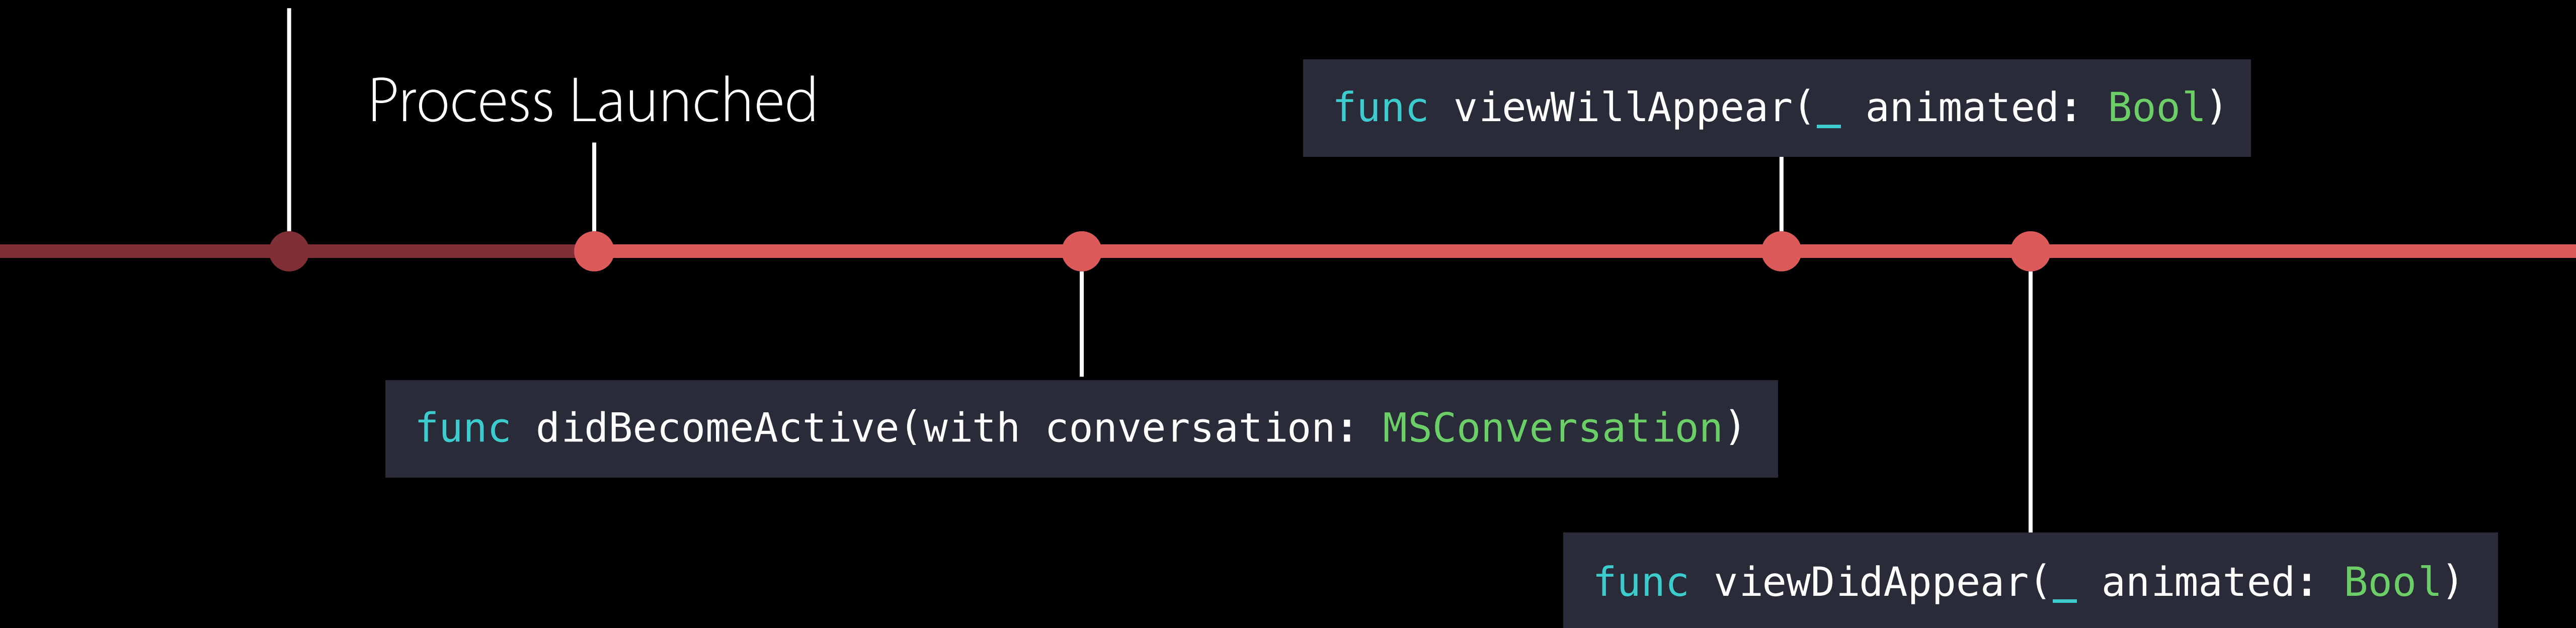 Process Launched
func viewWillAppear(_ animated: Bool)
func didBecomeActive(with conversation: MSConversation)
func viewDidAppear(_ animated: Bool)